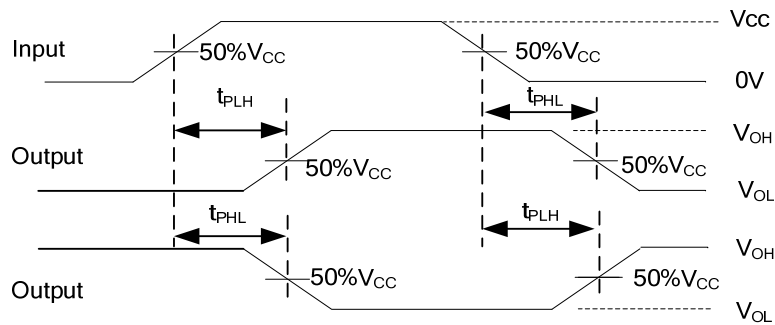 Vcc
Input
50%VCC
50%VCC
0V
tPLH
tPHL
VOH
Output
50%VCC
50%VCC
VOL
tPHL
tPLH
VOH
50%VCC
50%VCC
Output
VOL